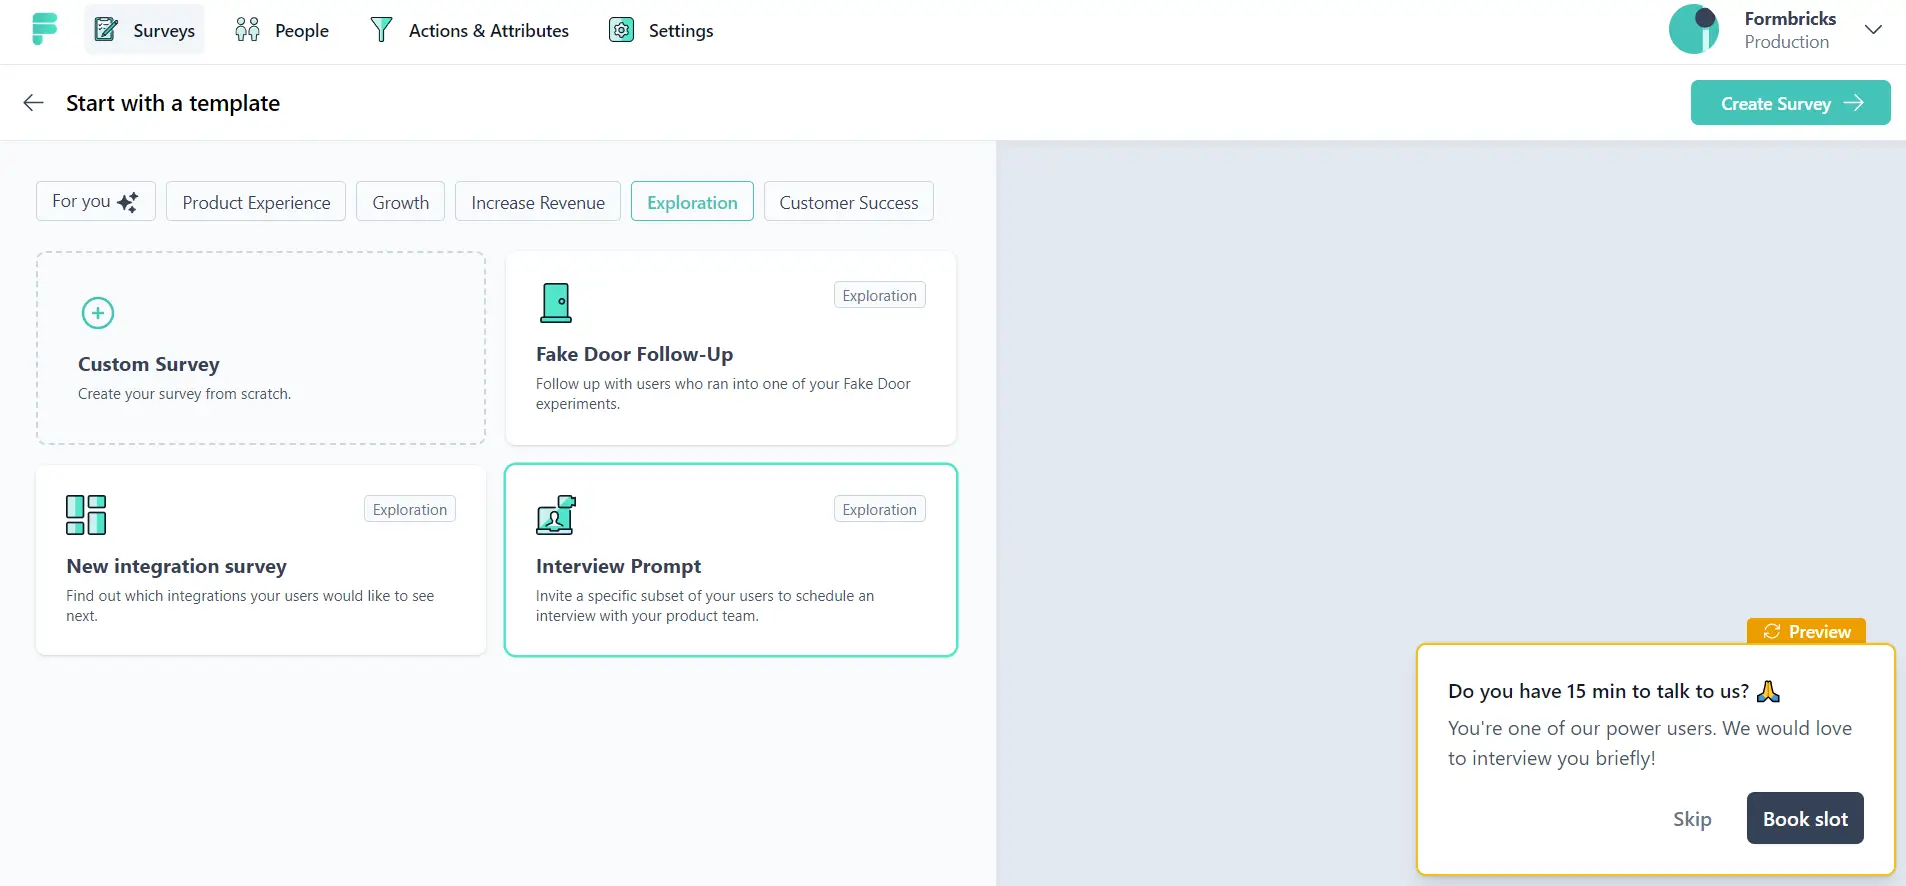 Surveys
People
Actions & Attributes
Settings
Formbricks
Production
Start with a template
Create Survey
For you
Product Experience
Growth
Increase Revenue
Exploration
Customer Success
Custom Survey
Create your survey from scratch.
Exploration
Fake Door Follow-Up
Follow up with users who ran into one of your Fake Door
experiments.
Exploration
New integration survey
Find out which integrations your users would like to see
next.
Exploration
Interview Prompt
Invite a specific subset of your users to schedule an
interview with your product team.
Preview
Do you have 15 min to talk to us? 🙏
You're one of our power users. We would love
to interview you briefly!
Skip
Book slot